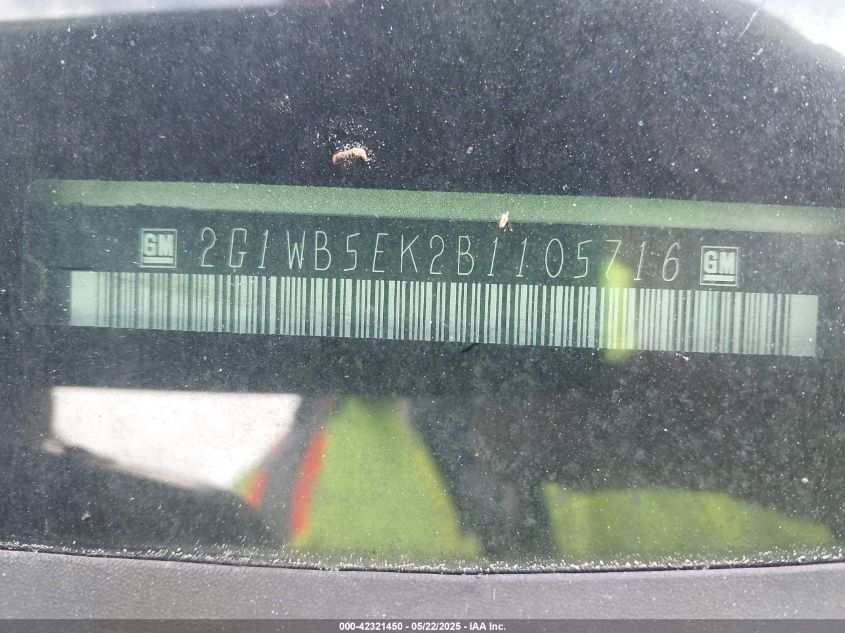 GM 2G1WB5EK2B1105716 GM
000-42321450 - 05/22/2025 - IAA Inc.